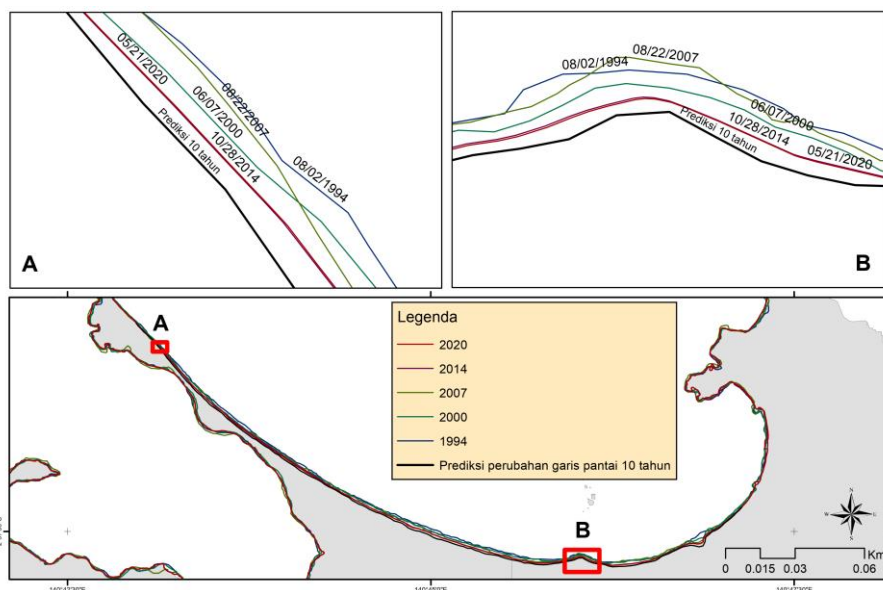 05/21/2020
06/07/2000
08/22/2007
10/28/2014
08/02/1994
Prediksi 10 tahun
A
08/02/1994
08/22/2007
06/07/2000
10/28/2014
05/21/2020
Prediksi 10 tahun
B
A
B
Legenda
2020
2014
2007
2000
1994
Prediksi perubahan garis pantai 10 tahun
N
W
E
S
Km
0 0.015 0.03 0.06